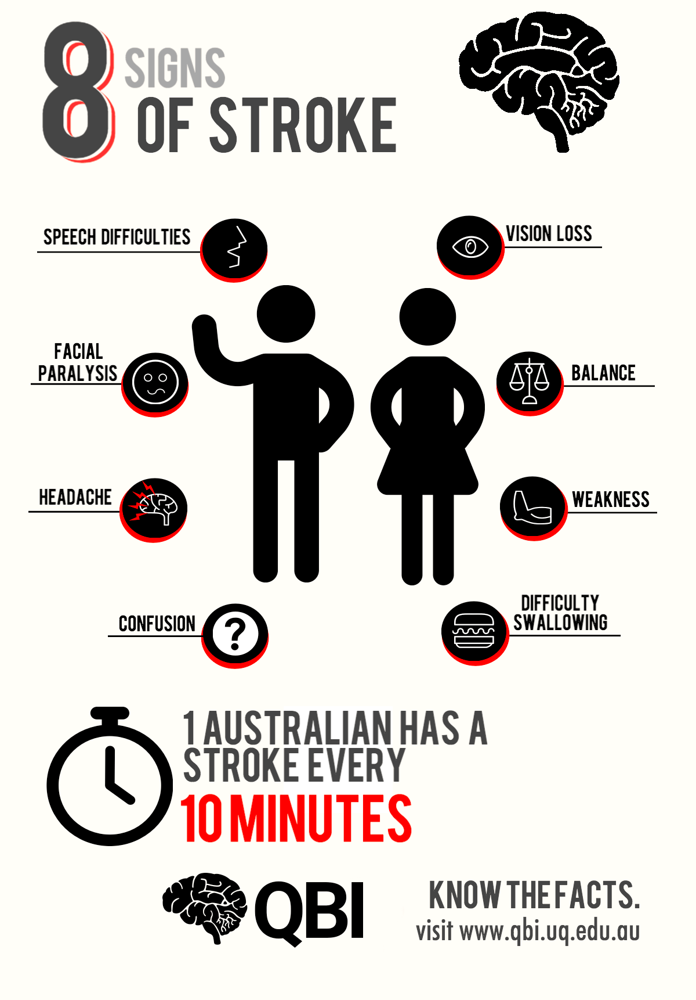 8 SIGNS
OF STROKE
SPEECH DIFFICULTIES
VISION LOSS
FACIAL
PARALYSIS
BALANCE
HEADACHE
WEAKNESS
CONFUSION
?
DIFFICULTY
SWALLOWING
1 AUSTRALIAN HAS A
STROKE EVERY
10 MINUTES
QBI
KNOW THE FACTS.
visit www.qbi.uq.edu.au